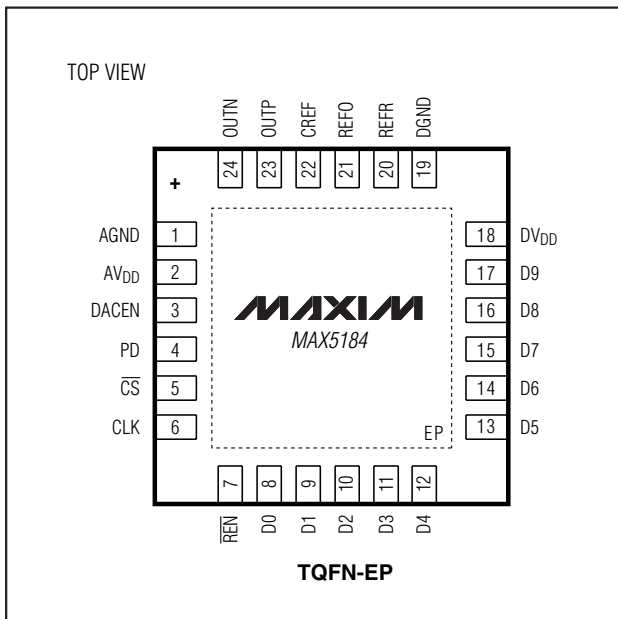 TOP VIEW
OUTN OUTP CREF REFO REFR DGND
24 23 22 21 20 19
+
AGND 1
AVDD 2
DACEN 3
PD 4
C̅S̅ 5
CLK 6
MAXIM
MAX5184
EP
18 DVDD
17 D9
16 D8
15 D7
14 D6
13 D5
7 8 9 10 11 12
R̅E̅N̅ D0 D1 D2 D3 D4
TQFN-EP